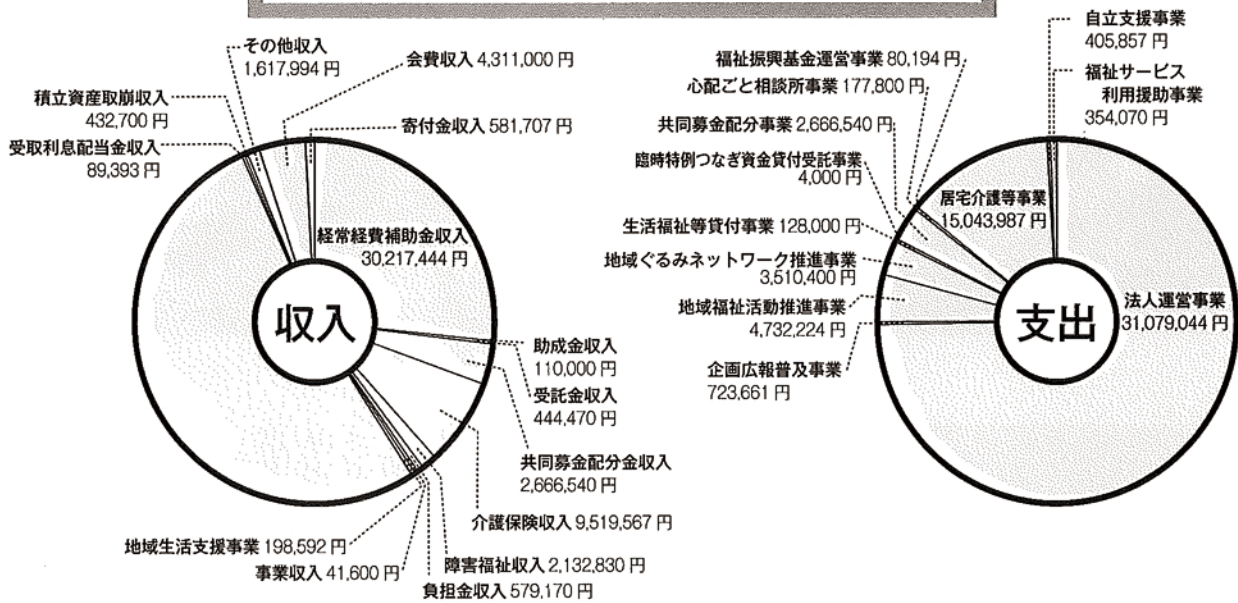 その他収入
1,617,994 円
会費収入 4,311,000 円
積立資産取崩収入
432,700 円
寄付金収入 581,707 円
受取利息配当金収入
89,393 円
経常経費補助金収入
30,217,444 円
収入
助成金収入
110,000 円
受託金収入
444,470 円
共同募金配分金収入
2,666,540 円
介護保険収入 9,519,567 円
地域生活支援事業 198,592 円
障害福祉収入 2,132,830 円
事業収入 41,600 円
負担金収入 579,170 円
自立支援事業
405,857 円
福祉振興基金運営事業 80,194 円
福祉サービス
利用援助事業
354,070 円
心配ごと相談所事業 177,800 円
共同募金配分事業 2,666,540 円
臨時特例つなぎ資金貸付受託事業
4,000 円
居宅介護等事業
15,043,987 円
生活福祉等貸付事業 128,000 円
地域ぐるみネットワーク推進事業
3,510,400 円
地域福祉活動推進事業
4,732,224 円
支出
法人運営事業
31,079,044 円
企画広報普及事業
723,661 円